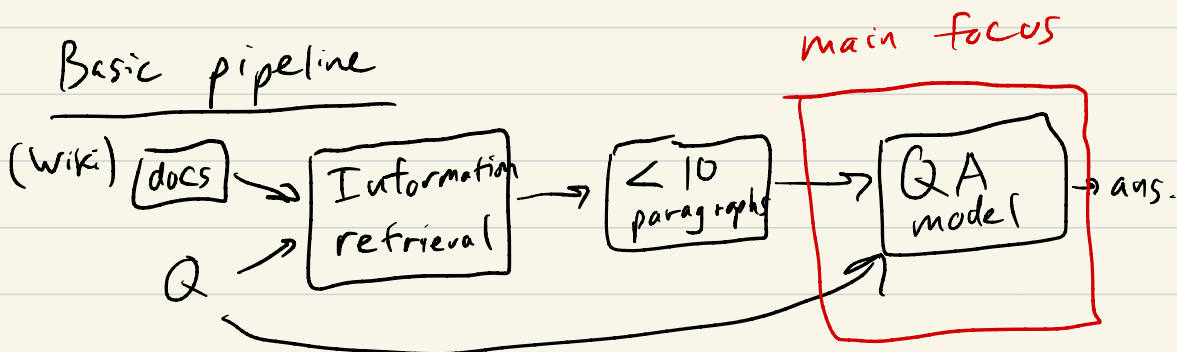 main focus
Basic pipeline
(Wiki) docs
Information
retrieval
< 10
paragraphs
QA
model
ans.
Q